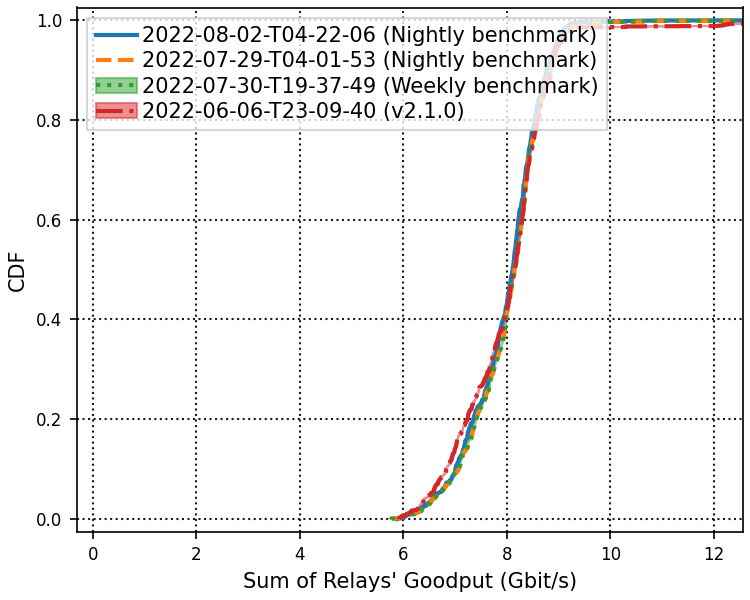 1.0
0.8
0.6
0.4
0.2
0.0
CDF
2022-08-02-T04-22-06 (Nightly benchmark)
2022-07-29-T04-01-53 (Nightly benchmark)
2022-07-30-T19-37-49 (Weekly benchmark)
2022-06-06-T23-09-40 (v2.1.0)
0 2 4 6 8 10 12
Sum of Relays' Goodput (Gbit/s)